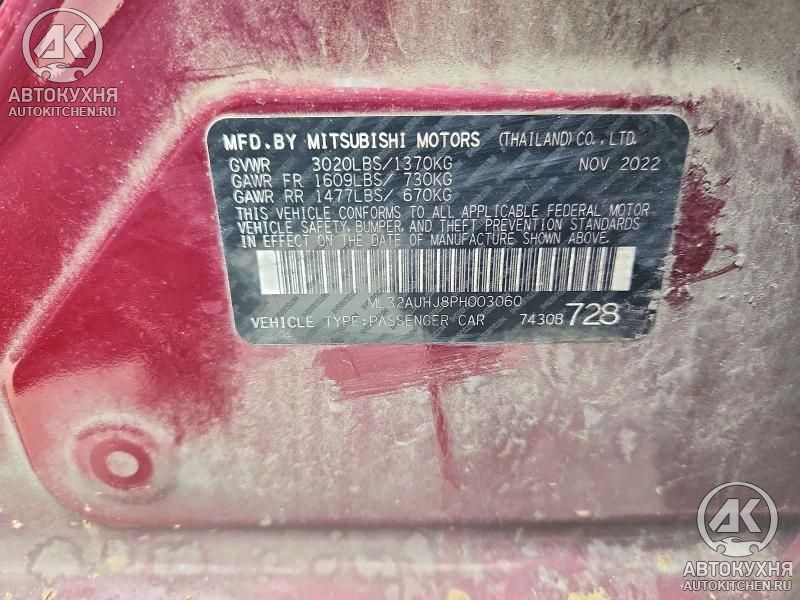 АК
АВТОКУХНЯ
AUTOKITCHEN.RU
MFD.BY MITSUBISHI MOTORS (THAILAND)CO.,LTD.
GVWR 3020LBS/1370KG NOV 2022
GAWR FR 1609LBS/ 730KG
GAWR RR 1477LBS/ 670KG
THIS VEHICLE CONFORMS TO ALL APPLICABLE FEDERAL MOTOR
VEHICLE SAFETY, BUMPER, AND THEFT PREVENTION STANDARDS
IN EFFECT ON THE DATE OF MANUFACTURE SHOWN ABOVE.
ML32AUHJ8PH003060
VEHICLE TYPE:PASSENGER CAR 7430B 728
АК
АВТОКУХНЯ
AUTOKITCHEN.RU